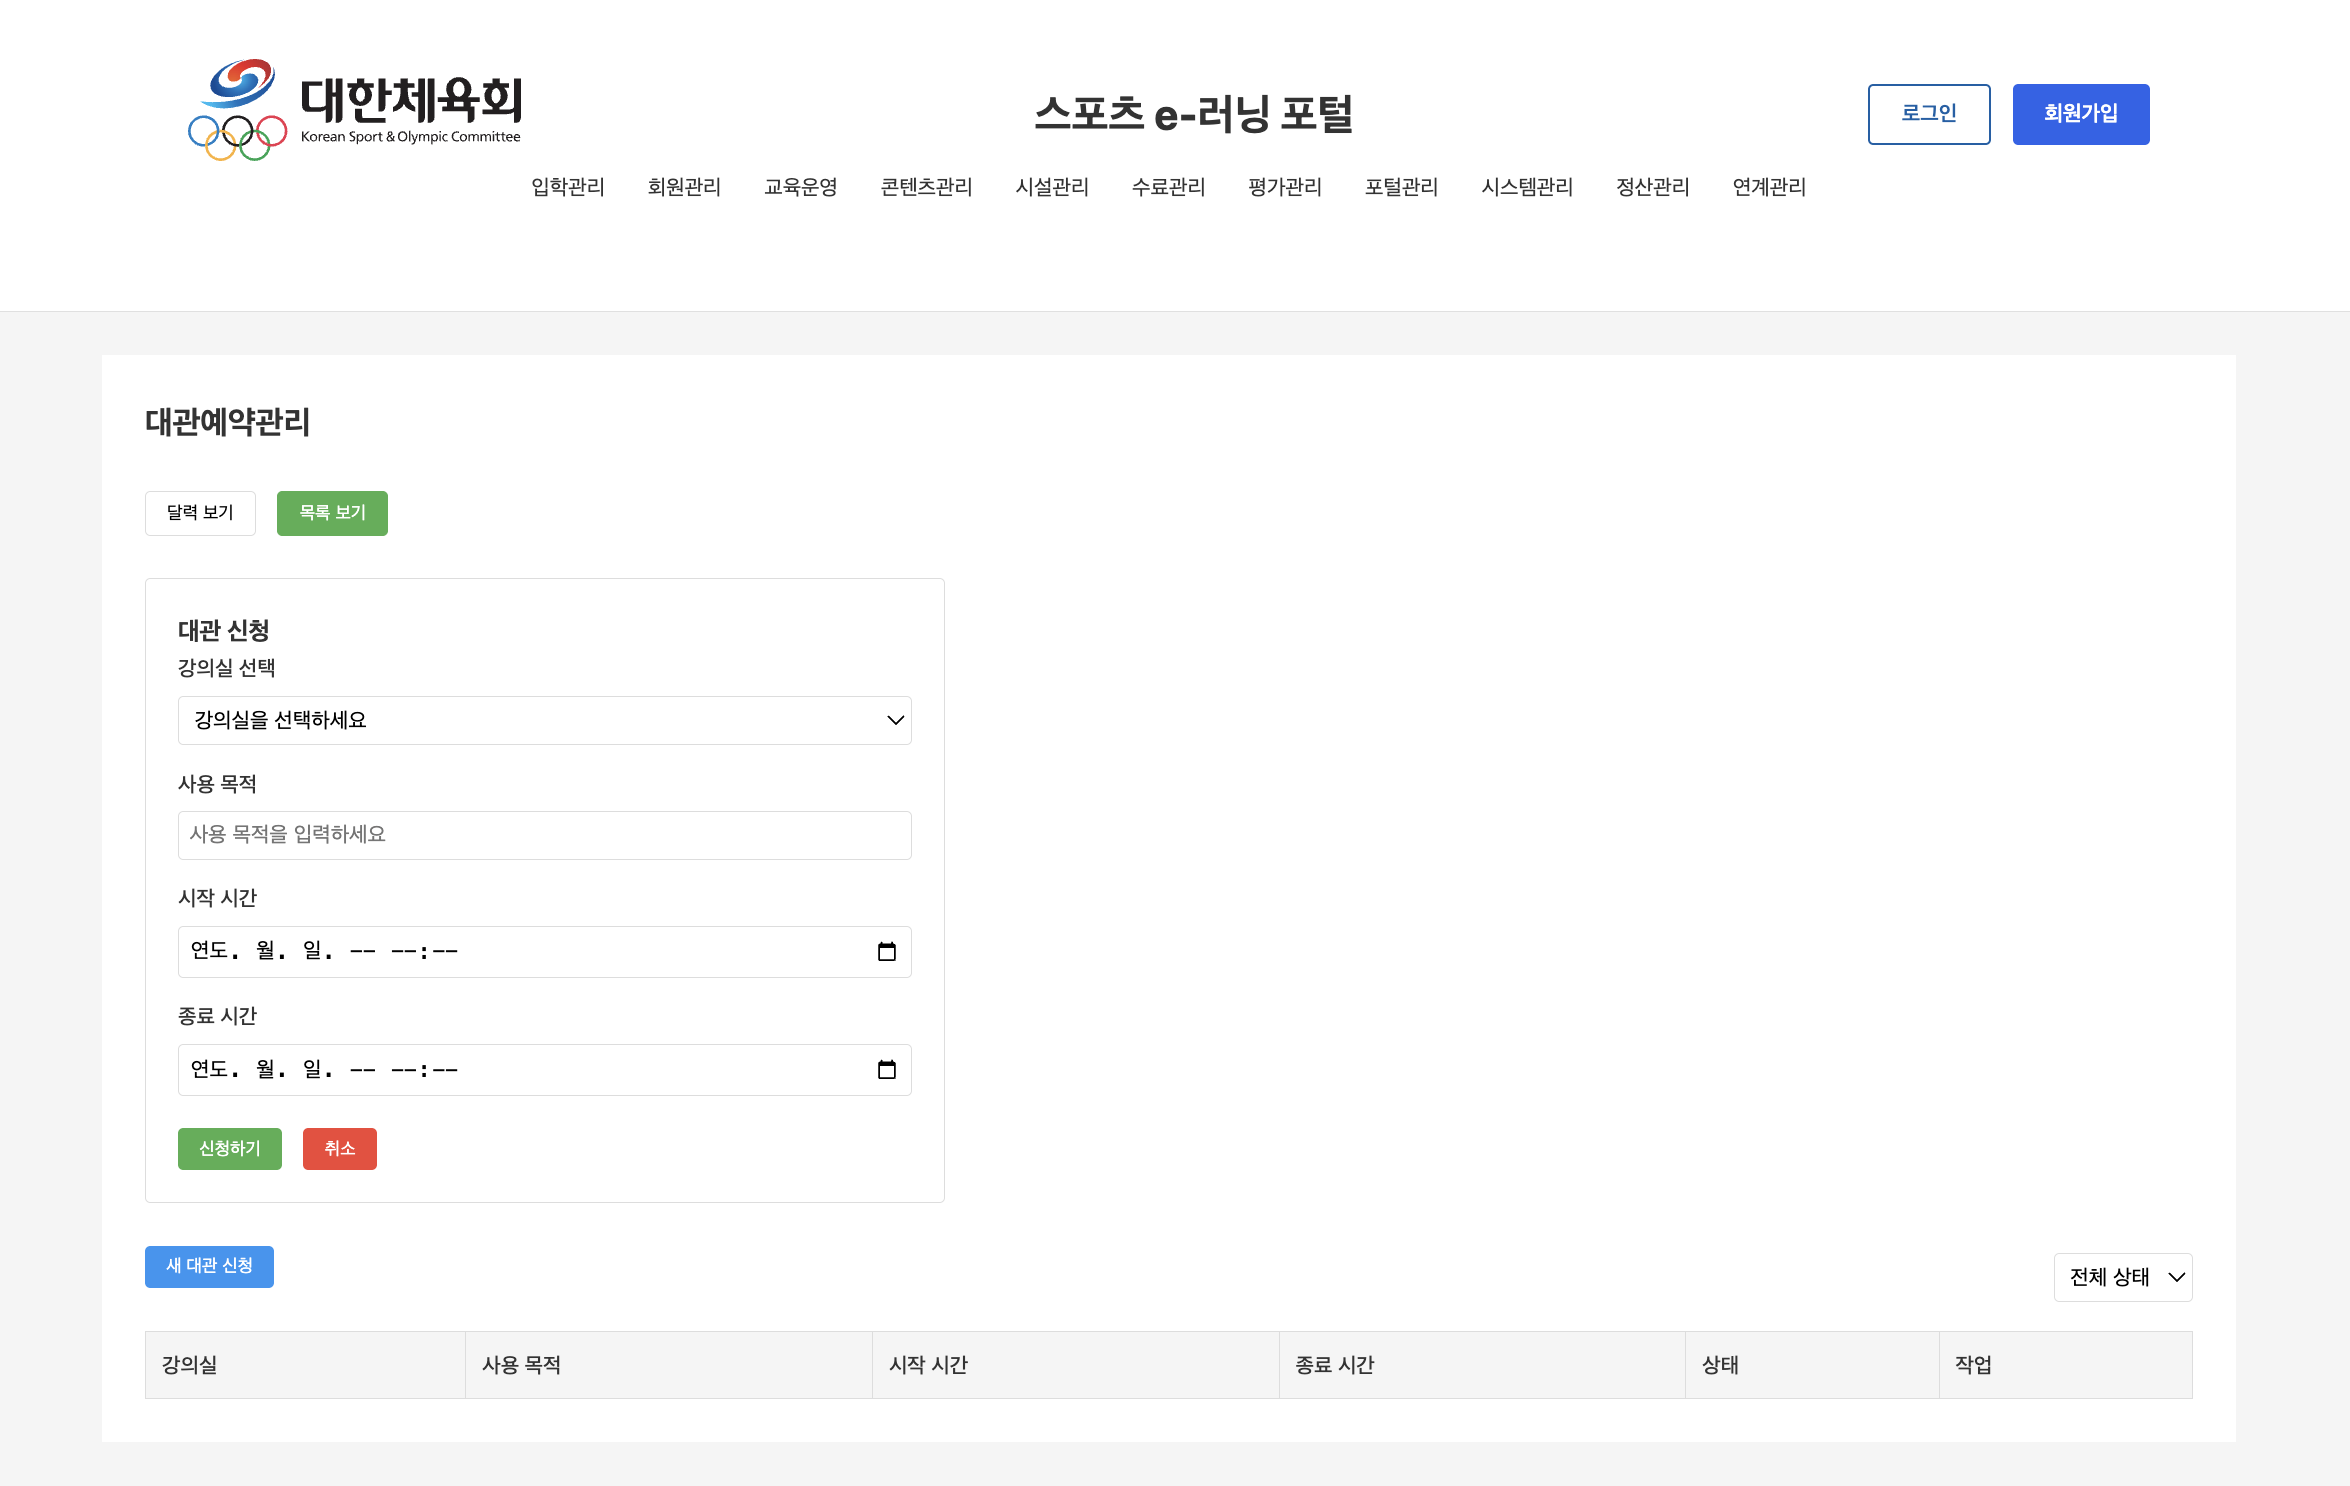 대한체육회
Korean Sport & Olympic Committee
스포츠 e-러닝 포털
로그인
회원가입
입학관리 회원관리 교육운영 콘텐츠관리 시설관리 수료관리 평가관리 포털관리 시스템관리 정산관리 연계관리
대관예약관리
달력 보기
목록 보기
대관 신청
강의실 선택
강의실을 선택하세요
사용 목적
사용 목적을 입력하세요
시작 시간
연도. 월. 일. -- --:--
종료 시간
연도. 월. 일. -- --:--
신청하기
취소
새 대관 신청
전체 상태
강의실 사용 목적 시작 시간 종료 시간 상태 작업